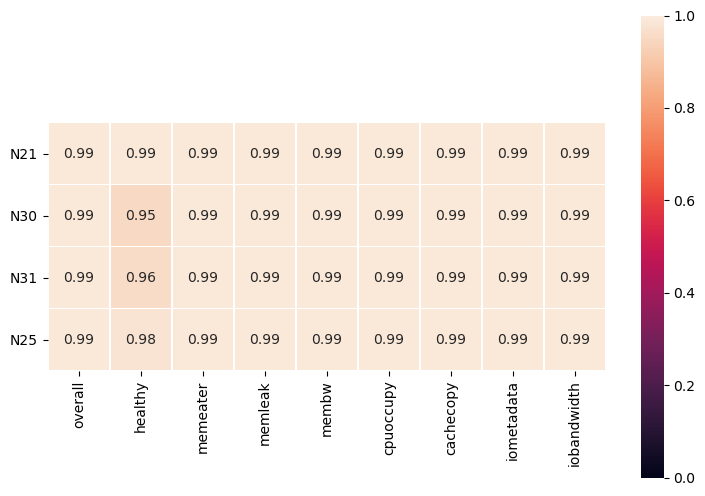 N21 0.99 0.99 0.99 0.99 0.99 0.99 0.99 0.99 0.99
N30 0.99 0.95 0.99 0.99 0.99 0.99 0.99 0.99 0.99
N31 0.99 0.96 0.99 0.99 0.99 0.99 0.99 0.99 0.99
N25 0.99 0.98 0.99 0.99 0.99 0.99 0.99 0.99 0.99
overall
healthy
memeater
memleak
membw
cpuoccupy
cachecopy
iometadata
iobandwidth
1.0
0.8
0.6
0.4
0.2
0.0